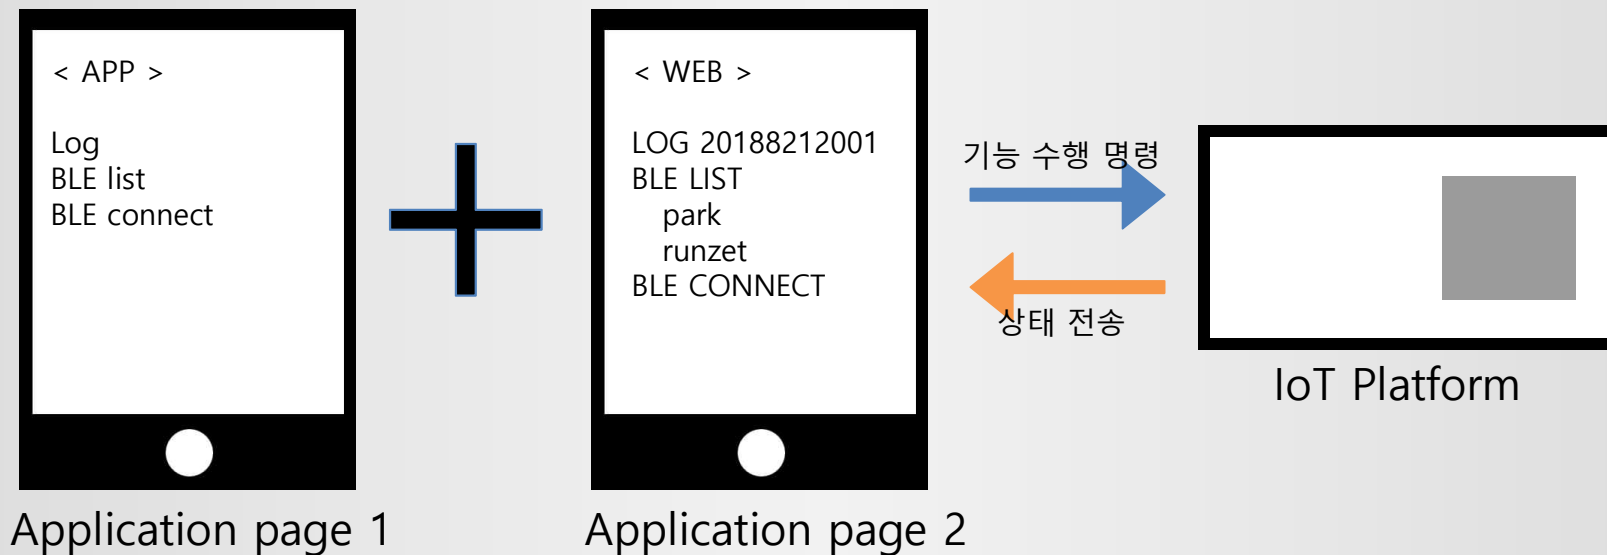 < APP >
Log
BLE list
BLE connect
Application page 1
< WEB >
LOG 20188212001
BLE LIST
park
runzet
BLE CONNECT
Application page 2
기능 수행 명령
상태 전송
IoT Platform